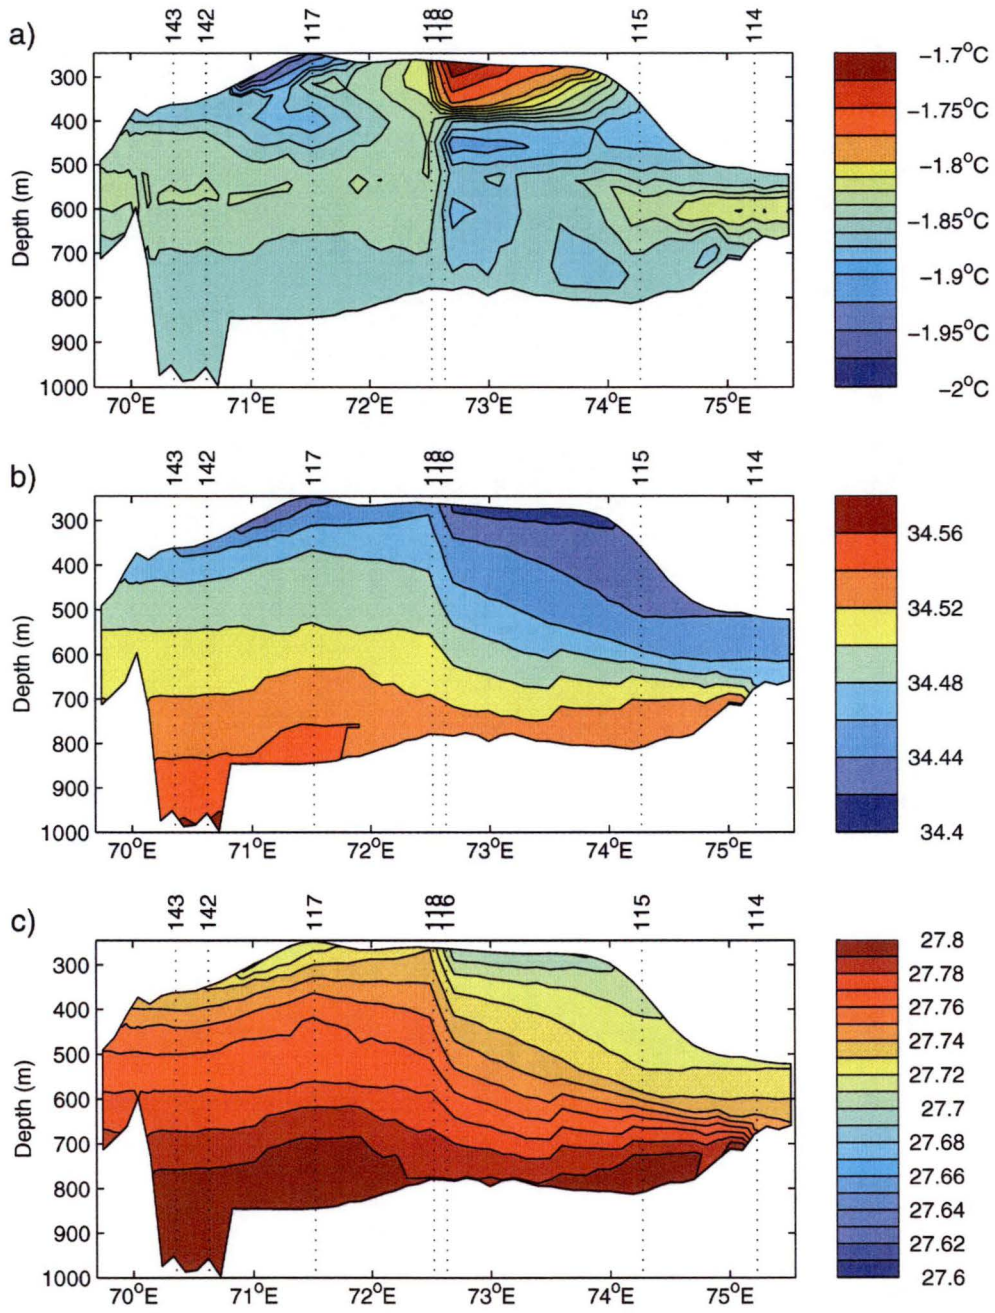 a)
143 142 117 118 116 115 114
Depth (m)
300
400
500
600
700
800
900
1000
70°E 71°E 72°E 73°E 74°E 75°E
−1.7°C
−1.75°C
−1.8°C
−1.85°C
−1.9°C
−1.95°C
−2°C
b)
143 142 117 118 116 115 114
Depth (m)
300
400
500
600
700
800
900
1000
70°E 71°E 72°E 73°E 74°E 75°E
34.56
34.52
34.48
34.44
34.4
c)
143 142 117 118 116 115 114
Depth (m)
300
400
500
600
700
800
900
1000
70°E 71°E 72°E 73°E 74°E 75°E
27.8
27.78
27.76
27.74
27.72
27.7
27.68
27.66
27.64
27.62
27.6